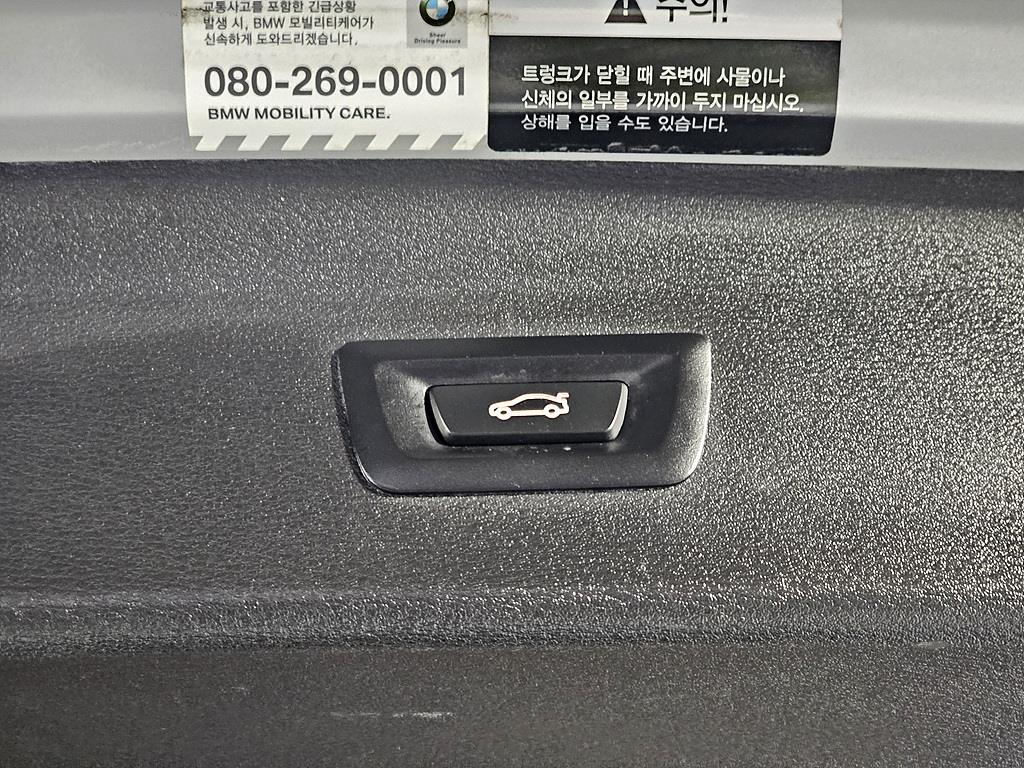 교통사고를 포함한 긴급상황
발생 시, BMW 모빌리티케어가
신속하게 도와드리겠습니다.
Sheer
Driving Pleasure
080-269-0001
BMW MOBILITY CARE.
주의!
트렁크가 닫힐 때 주변에 사물이나
신체의 일부를 가까이 두지 마십시오.
상해를 입을 수도 있습니다.